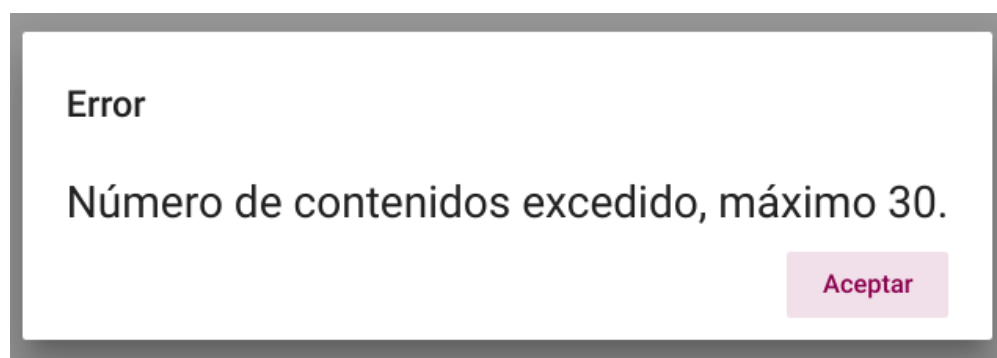 Error
Número de contenidos excedido, máximo 30.
Aceptar